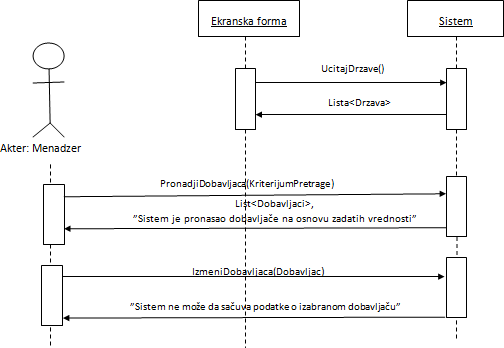 Ekranska forma
Sistem
UcitajDrzave()
Lista<Drzava>
Akter: Menadzer
PronadjiDobavljaca(KriterijumPretrage)
List<Dobavljaci>,
"Sistem je pronasao dobavljače na osnovu zadatih vrednosti"
IzmeniDobavljaca(Dobavljac)
"Sistem ne može da sačuva podatke o izabranom dobavljaču"